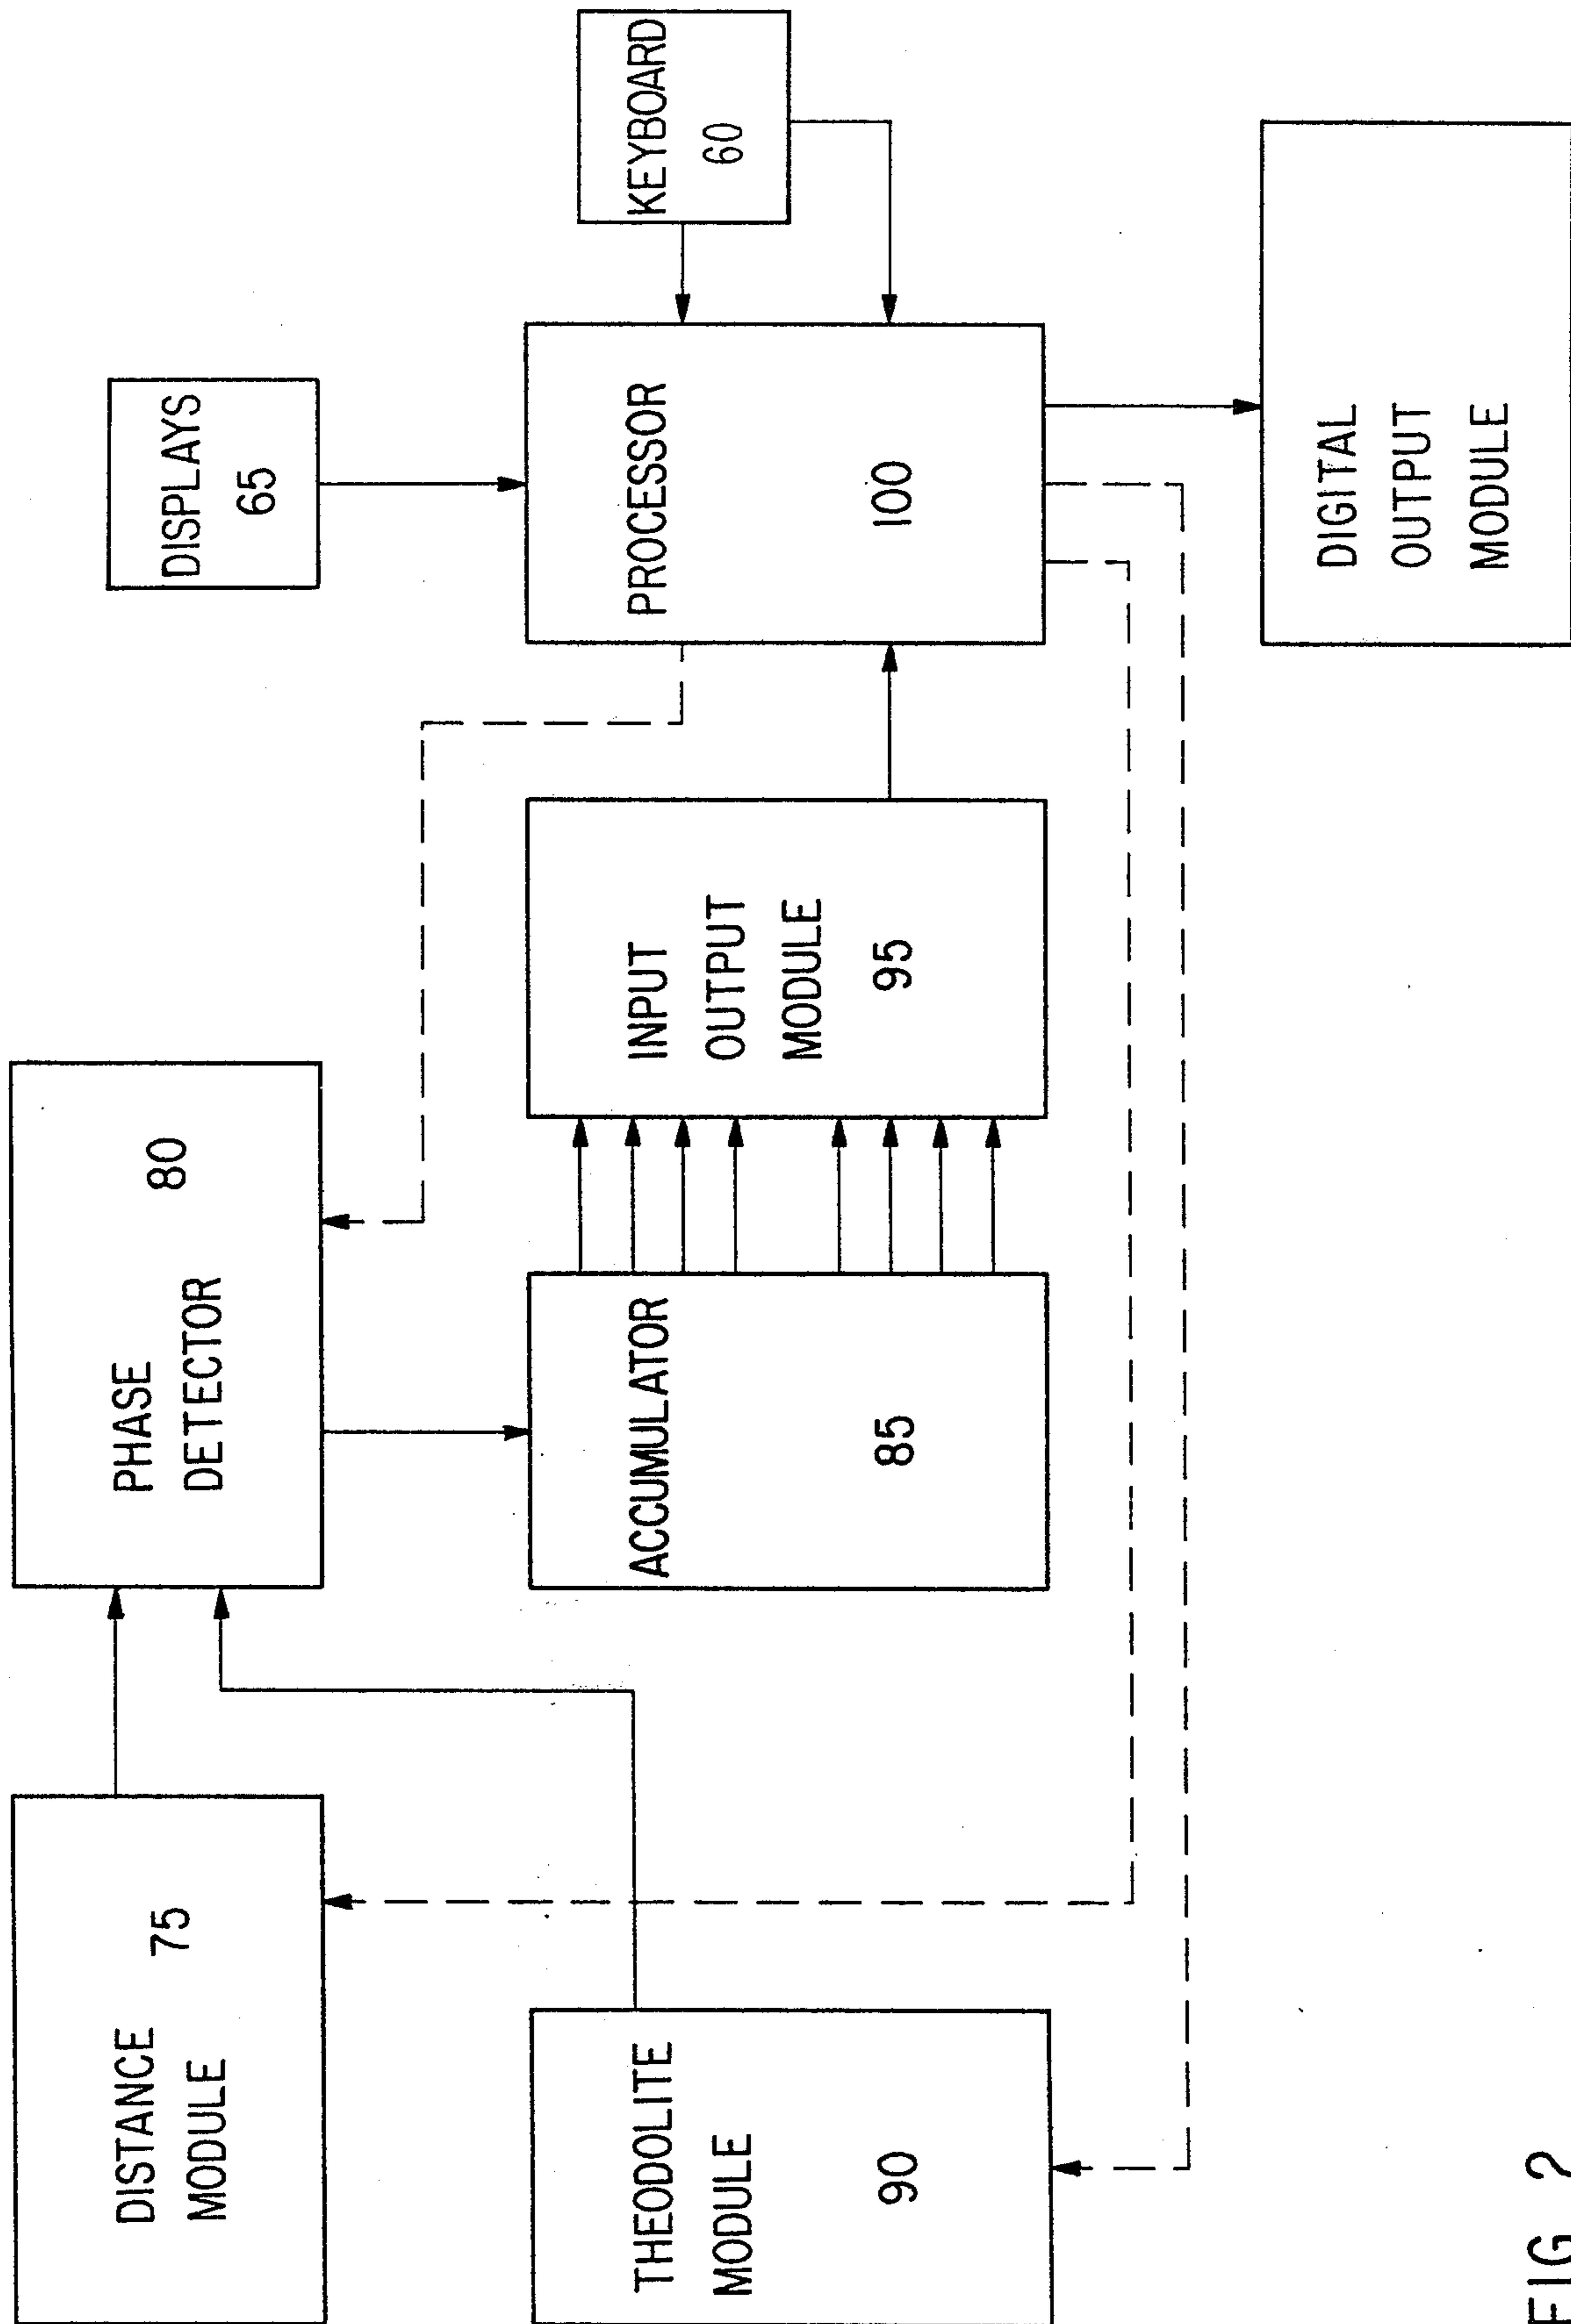 DISTANCE
MODULE
75
THEODOLITE
MODULE
90
PHASE
DETECTOR
80
ACCUMULATOR
85
INPUT
OUTPUT
MODULE
95
DISPLAYS
65
PROCESSOR
100
KEYBOARD
60
DIGITAL
OUTPUT
MODULE
FIG 2